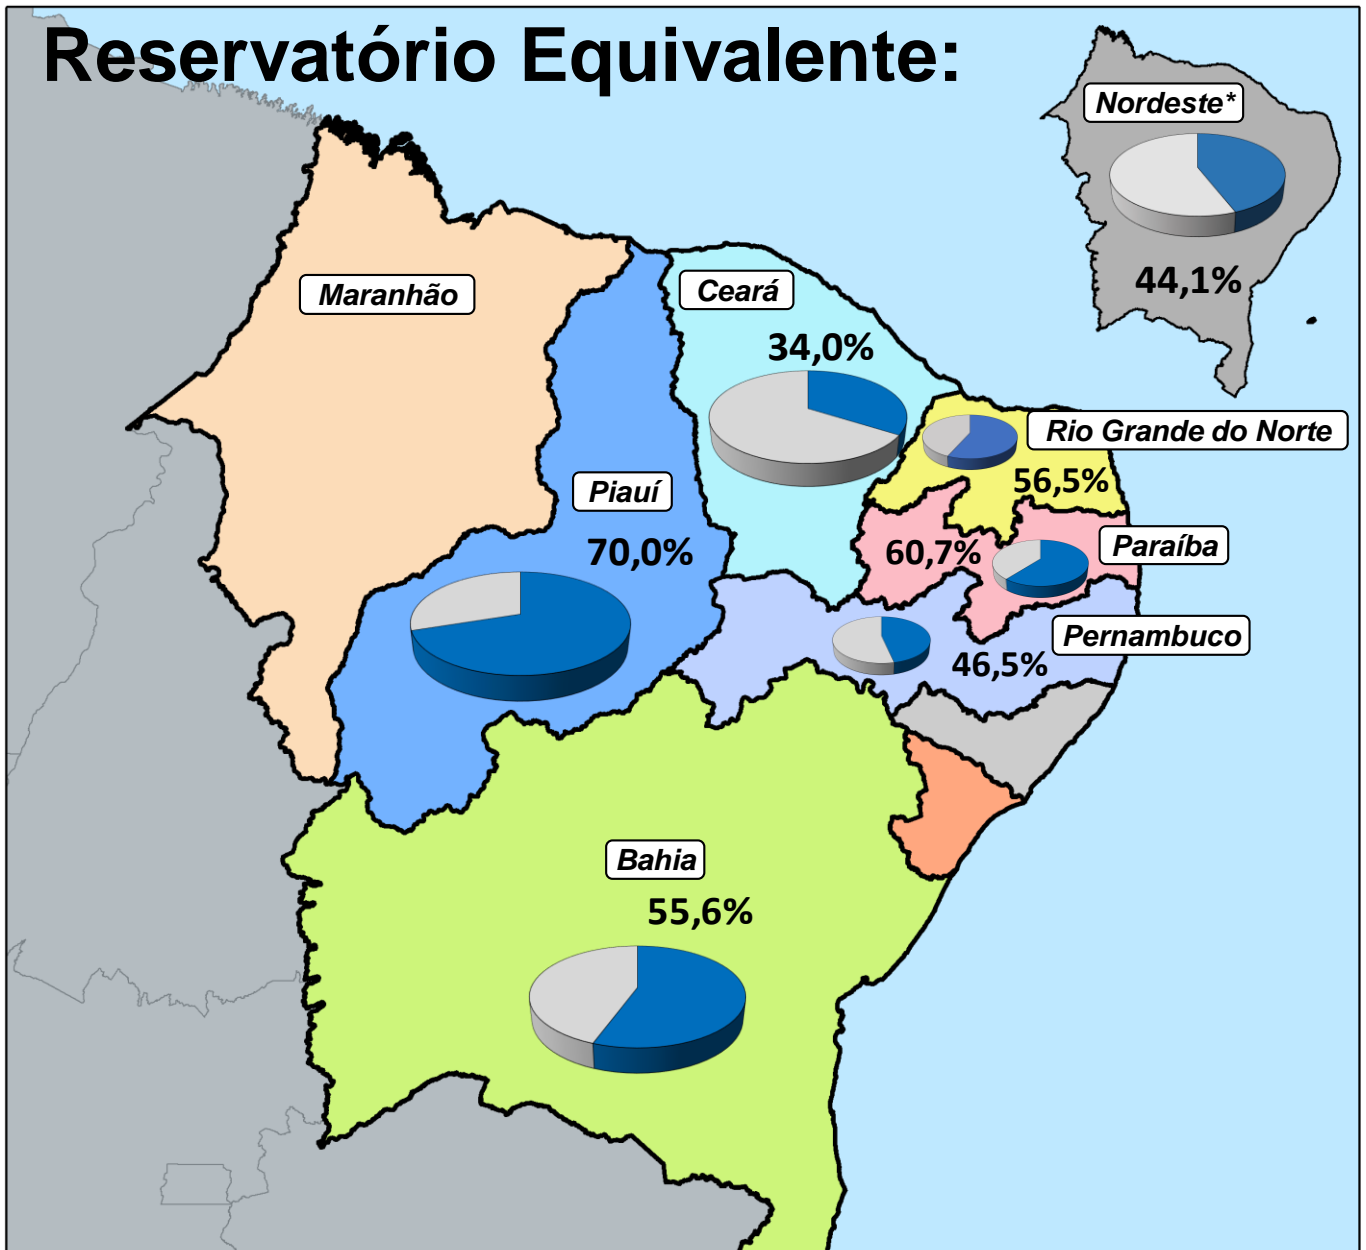 Reservatório Equivalente:
Nordeste*
44,1%
Maranhão
Ceará
34,0%
Rio Grande do Norte
56,5%
Piauí
70,0%
60,7%
Paraíba
Pernambuco
46,5%
Bahia
55,6%